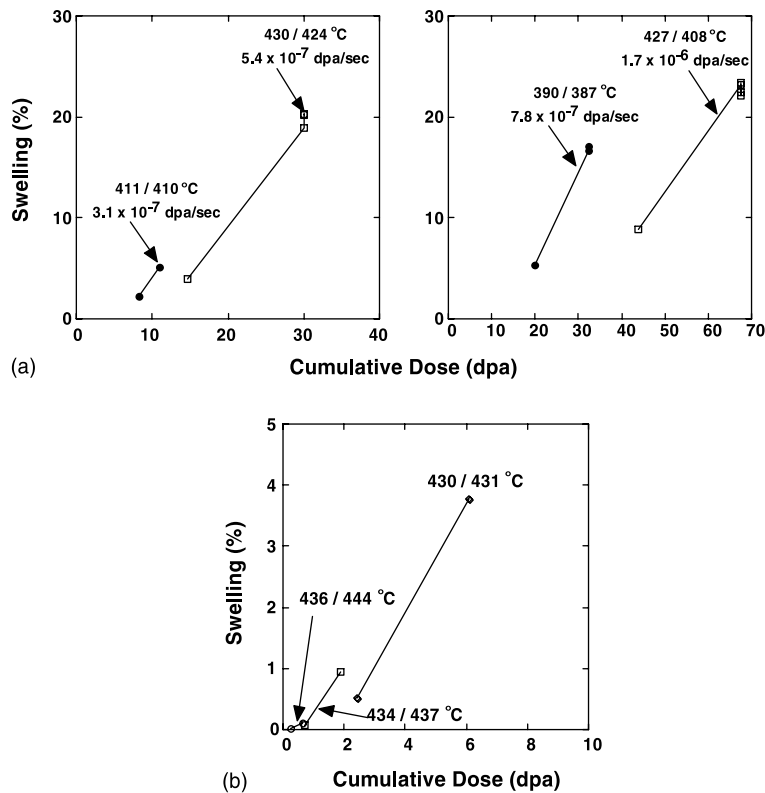 30
20
10
0
Swelling (%)
430 / 424 °C
5.4 x 10⁻⁷ dpa/sec
411 / 410 °C
3.1 x 10⁻⁷ dpa/sec
0 10 20 30 40
30
20
10
0
427 / 408 °C
1.7 x 10⁻⁶ dpa/sec
390 / 387 °C
7.8 x 10⁻⁷ dpa/sec
0 10 20 30 40 50 60 70
(a)
Cumulative Dose (dpa)
5
4
3
2
1
0
Swelling (%)
430 / 431 °C
436 / 444 °C
434 / 437 °C
0 2 4 6 8 10
(b)
Cumulative Dose (dpa)